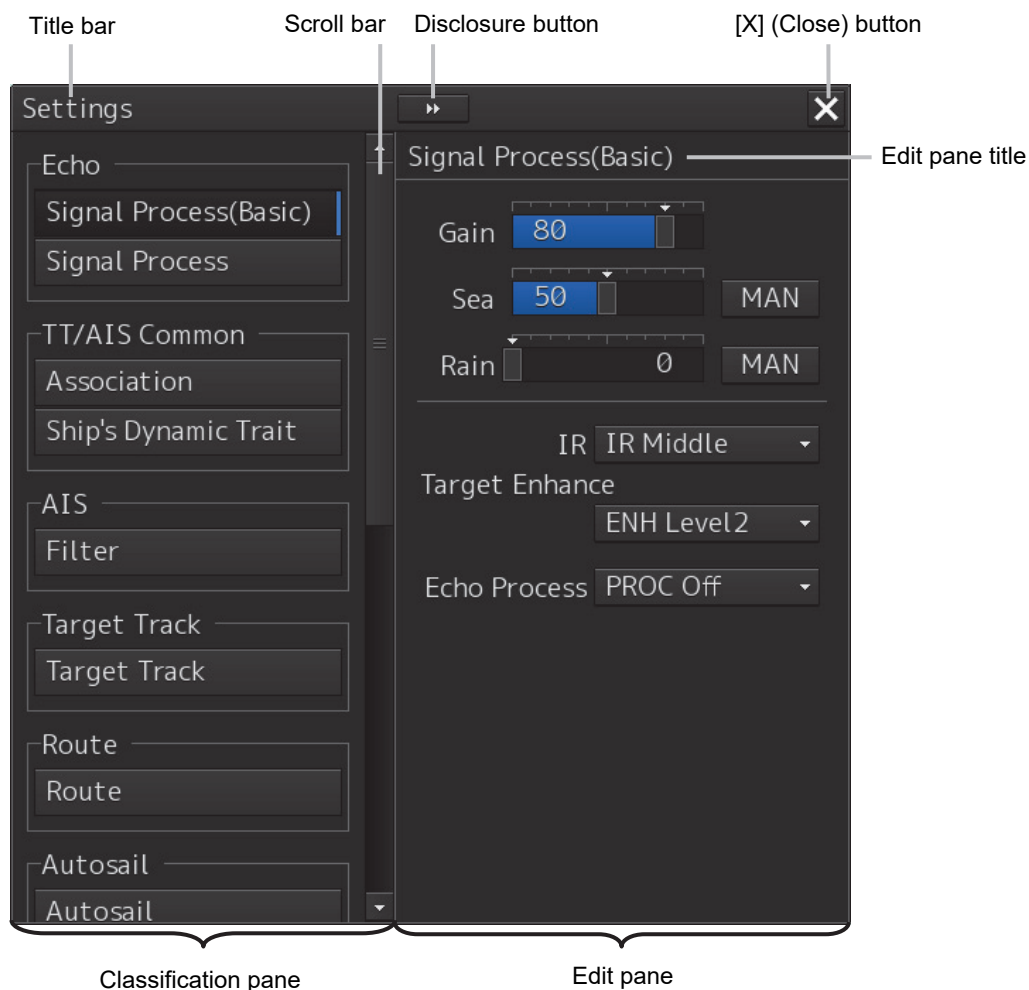 Title bar
Scroll bar
Disclosure button
[X] (Close) button
Settings
Echo
Signal Process(Basic)
Signal Process
TT/AIS Common
Association
Ship's Dynamic Trait
AIS
Filter
Target Track
Target Track
Route
Route
Autosail
Autosail
Signal Process(Basic)
Edit pane title
Gain 80
Sea 50 MAN
Rain 0 MAN
IR IR Middle
Target Enhance
ENH Level2
Echo Process PROC Off
Classification pane
Edit pane